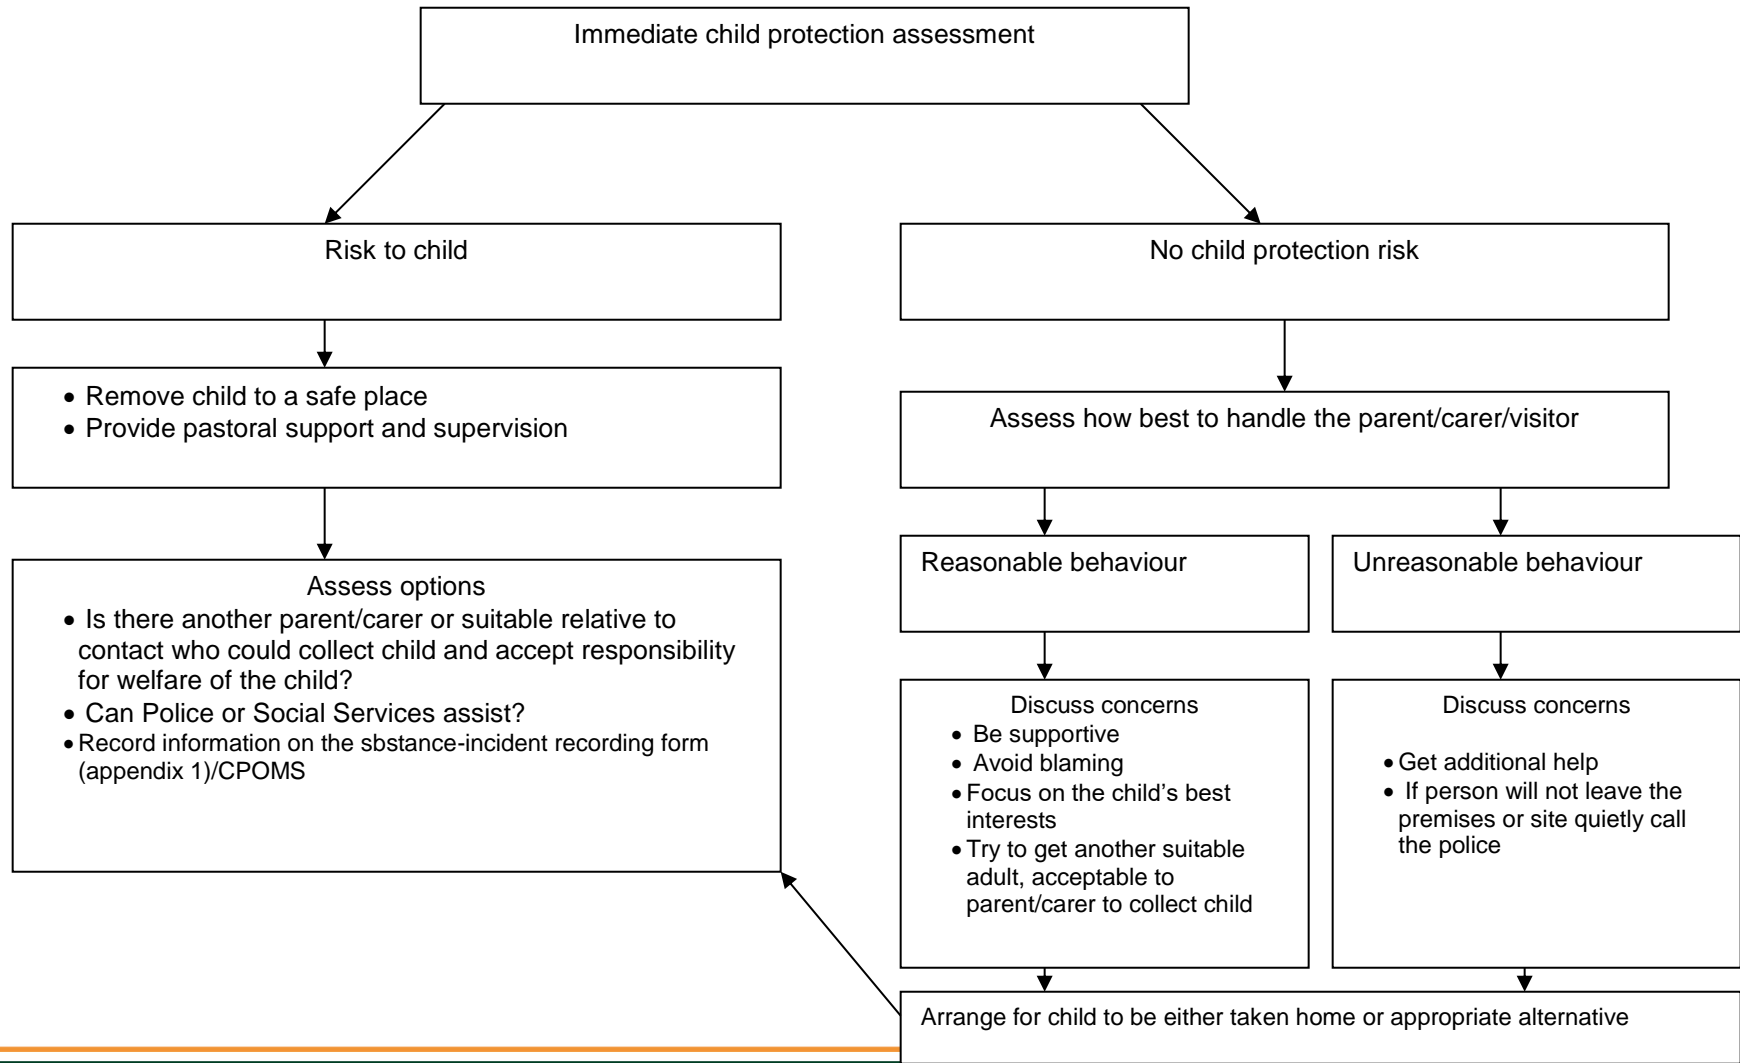 Immediate child protection assessment
Risk to child
No child protection risk
• Remove child to a safe place
• Provide pastoral support and supervision
Assess how best to handle the parent/carer/visitor
Reasonable behaviour
Unreasonable behaviour
Assess options
• Is there another parent/carer or suitable relative to
contact who could collect child and accept responsibility
for welfare of the child?
• Can Police or Social Services assist?
• Record information on the sbstance-incident recording form
(appendix 1)/CPOMS
Discuss concerns
• Be supportive
• Avoid blaming
• Focus on the child’s best
interests
• Try to get another suitable
adult, acceptable to
parent/carer to collect child
Discuss concerns
• Get additional help
• If person will not leave the
premises or site quietly call
the police
Arrange for child to be either taken home or appropriate alternative